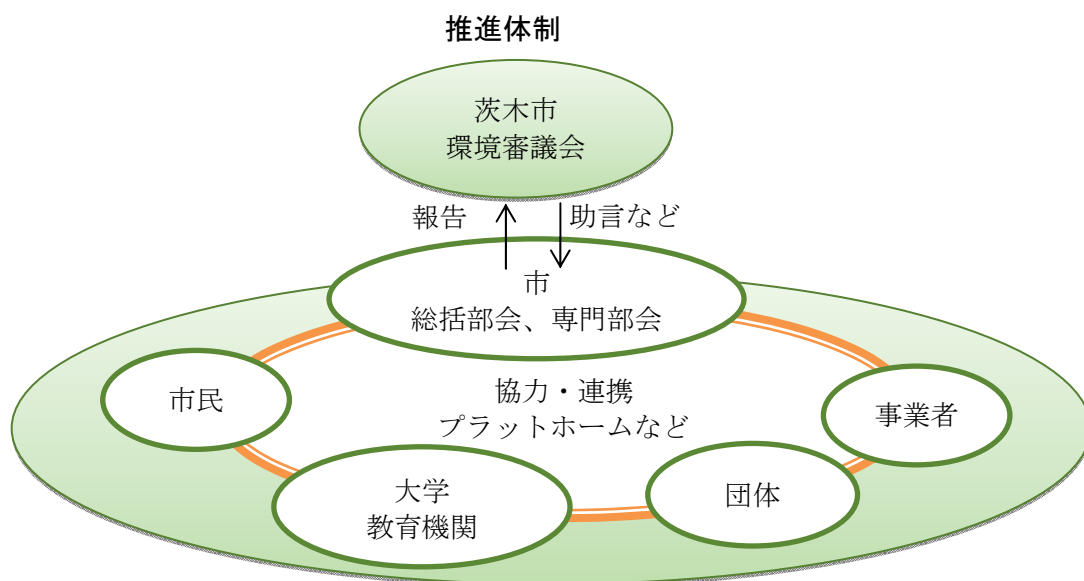 推進体制
茨木市
環境審議会
報告
助言など
市
総括部会、専門部会
市民
協力・連携
プラットホームなど
事業者
大学
教育機関
団体